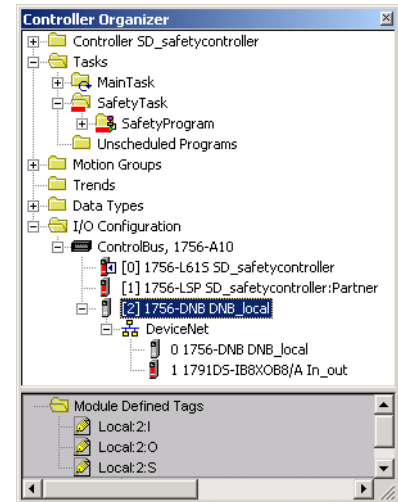 Controller Organizer
Controller SD_safetycontroller
Tasks
MainTask
SafetyTask
SafetyProgram
Unscheduled Programs
Motion Groups
Trends
Data Types
I/O Configuration
ControlBus, 1756-A10
[0] 1756-L61S SD_safetycontroller
[1] 1756-LSP SD_safetycontroller:Partner
[2] 1756-DNB DNB_local
DeviceNet
0 1756-DNB DNB_local
1 1791DS-IB8XOB8/A In_out
Module Defined Tags
Local:2:I
Local:2:O
Local:2:S